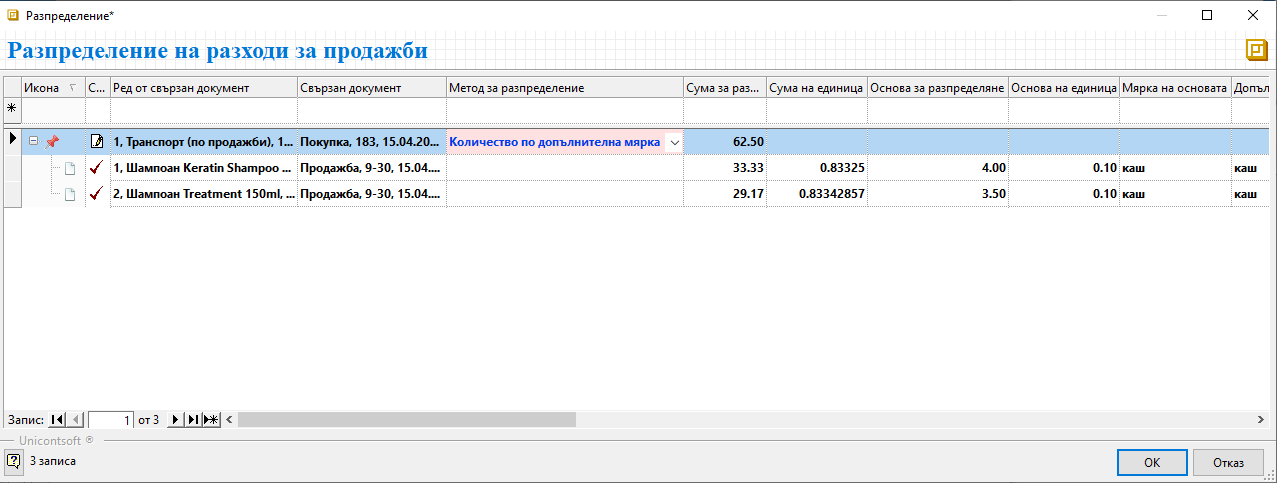 Разпределение*
Разпределение на разходи за продажби
Икона С... Ред от свързан документ Свързан документ Метод за разпределение Сума за раз... Сума на единица Основа за разпределяне Основа на единица Мярка на основата Допъл
1, Транспорт (по продажби), 1... Покупка, 183, 15.04.20... Количество по допълнителна мярка 62.50
1, Шампоан Keratin Shampoo ... Продажба, 9-30, 15.04.... 33.33 0.83325 4.00 0.10 каш каш
2, Шампоан Treatment 150ml, ... Продажба, 9-30, 15.04.... 29.17 0.83342857 3.50 0.10 каш каш
Запис: 1 от 3
Unicontsoft ®
3 записа
OK Отказ